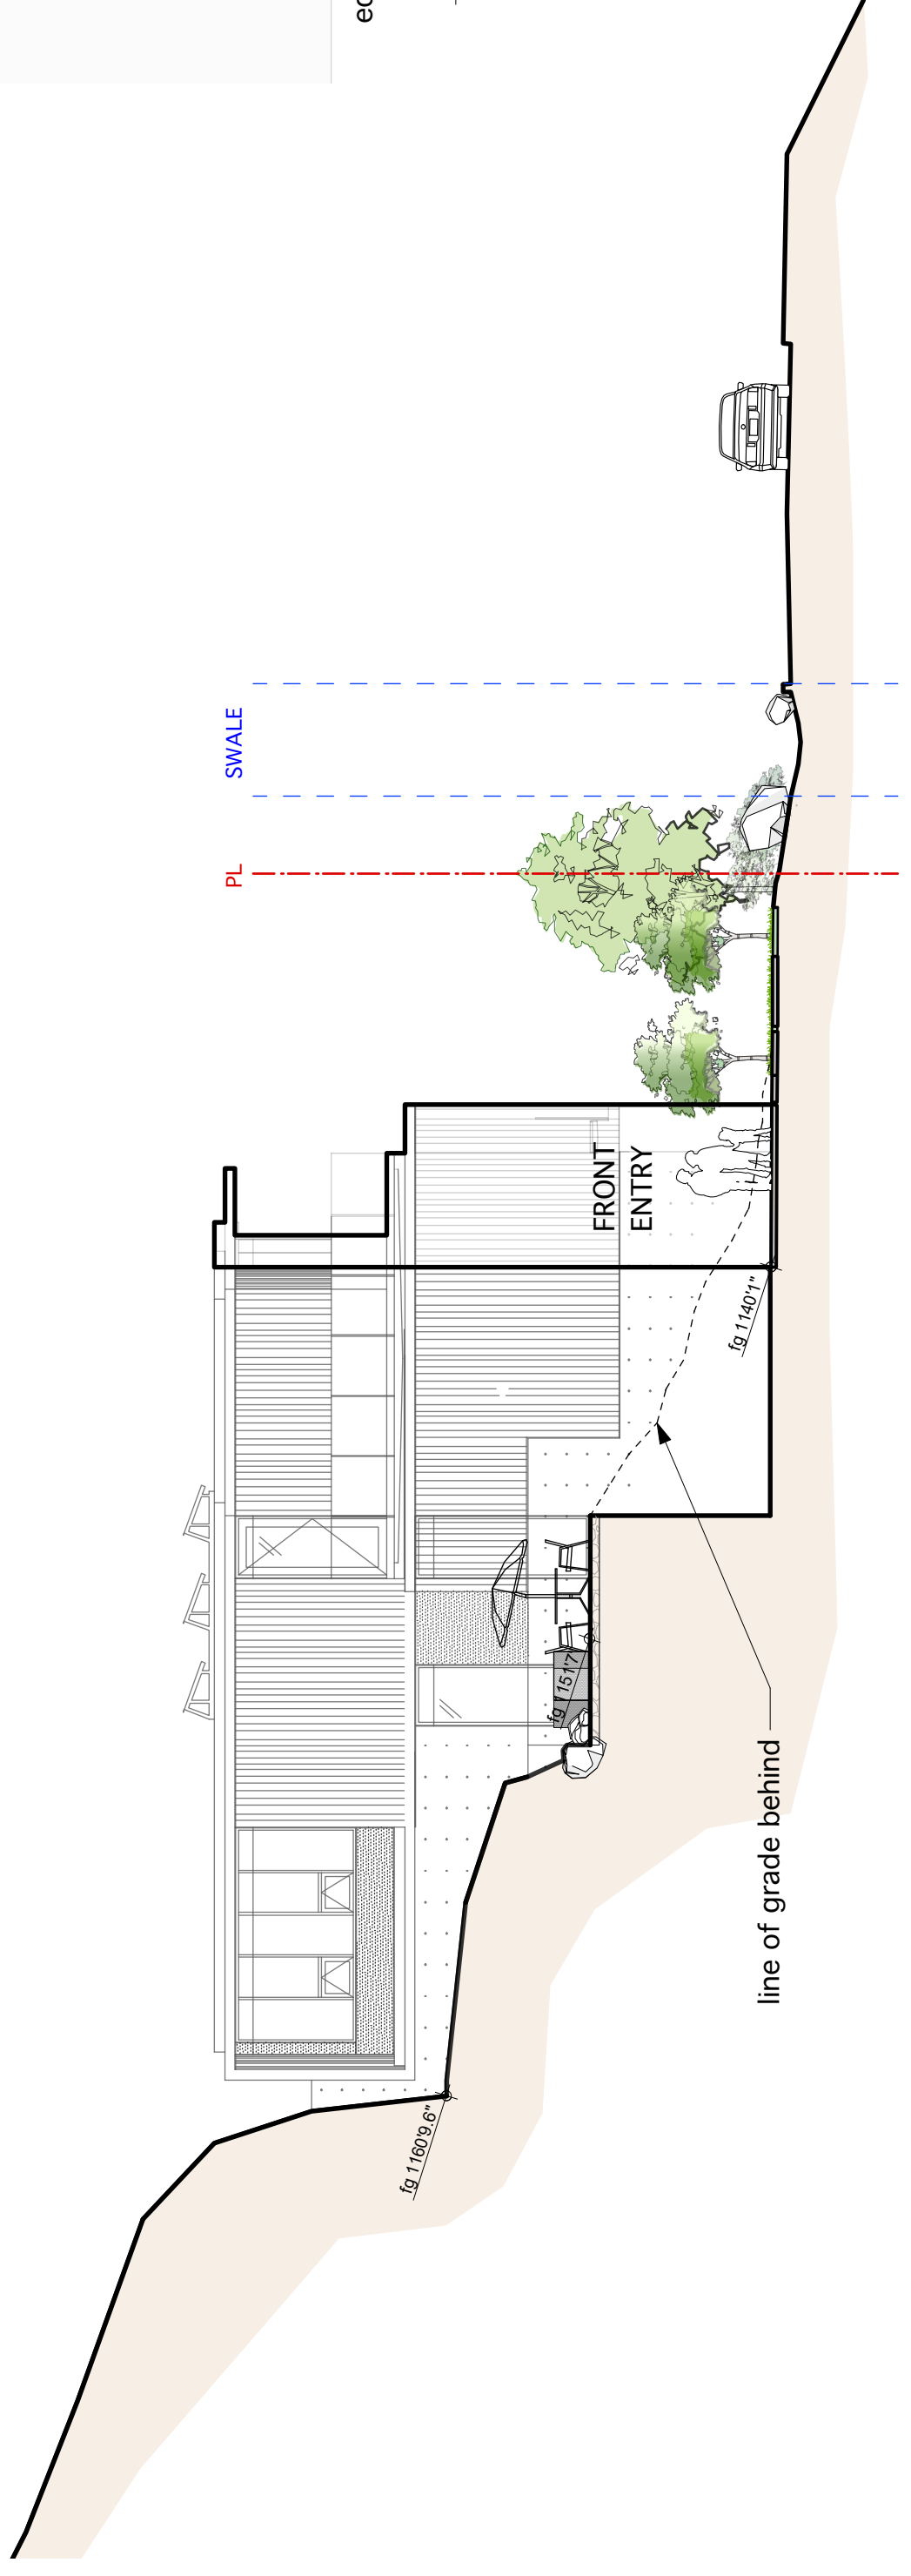 SWALE
PL
FRONT
ENTRY
fg 1140'1"
fg 1151'7
line of grade behind
fg 1160'9.6"